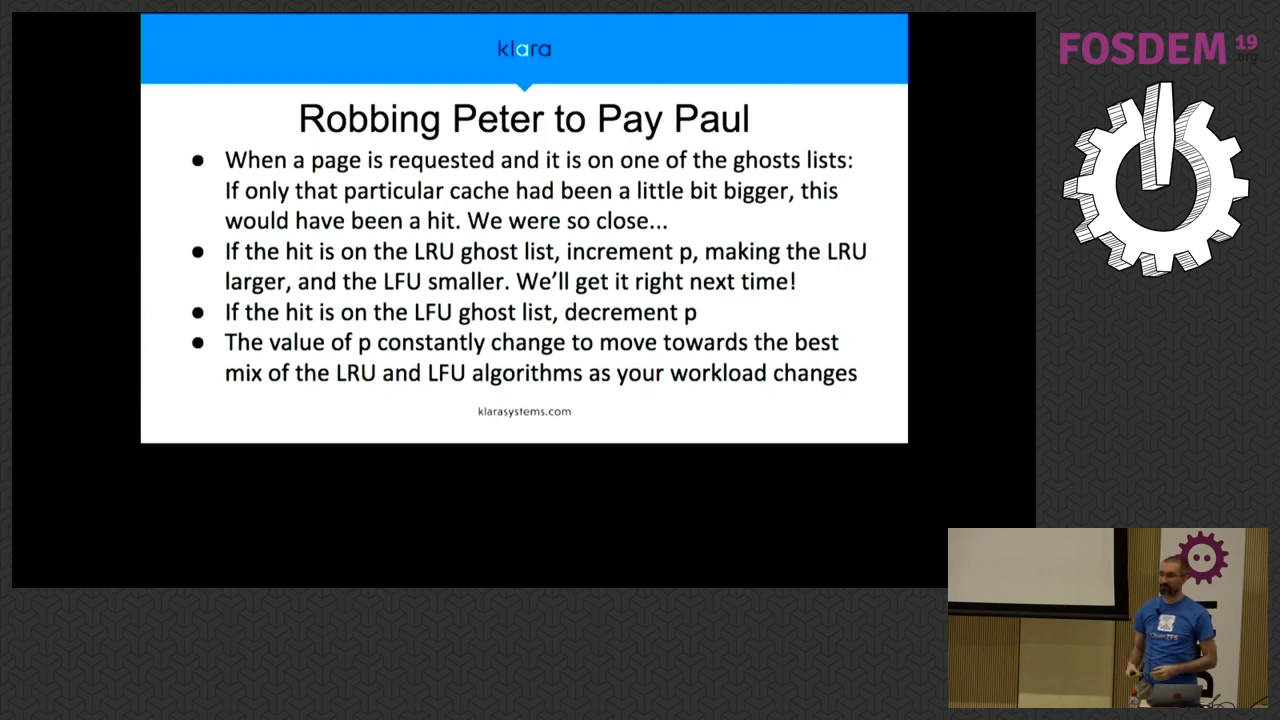 klara
FOSDEM 19
.org
Robbing Peter to Pay Paul
● When a page is requested and it is on one of the ghosts lists:
If only that particular cache had been a little bit bigger, this
would have been a hit. We were so close...
● If the hit is on the LRU ghost list, increment p, making the LRU
larger, and the LFU smaller. We'll get it right next time!
● If the hit is on the LFU ghost list, decrement p
● The value of p constantly change to move towards the best
mix of the LRU and LFU algorithms as your workload changes
klarasystems.com